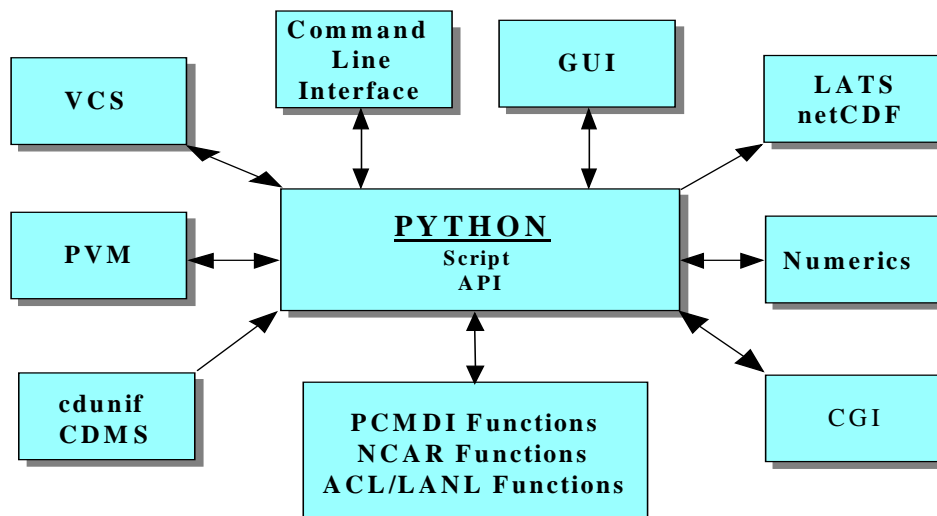 Command
Line
Interface
GUI
VCS
LATS
netCDF
PYTHON
Script
API
PVM
Numerics
cdunif
CDMS
PCMDI Functions
NCAR Functions
ACL/LANL Functions
CGI